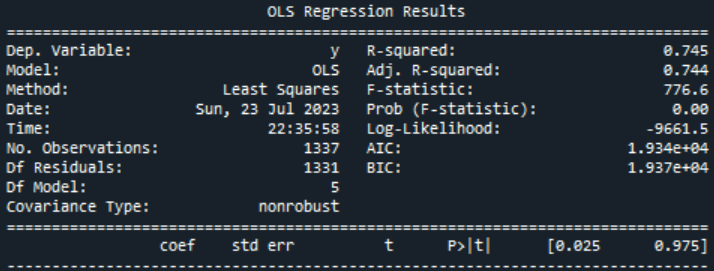 OLS Regression Results
==============================================================================
Dep. Variable:                      y   R-squared:                       0.745
Model:                            OLS   Adj. R-squared:                  0.744
Method:                 Least Squares   F-statistic:                     776.6
Date:                Sun, 23 Jul 2023   Prob (F-statistic):               0.00
Time:                        22:35:58   Log-Likelihood:                -9661.5
No. Observations:                1337   AIC:                         1.934e+04
Df Residuals:                    1331   BIC:                         1.937e+04
Df Model:                           5
Covariance Type:            nonrobust
==============================================================================
coef    std err          t      P>|t|      [0.025      0.975]
------------------------------------------------------------------------------